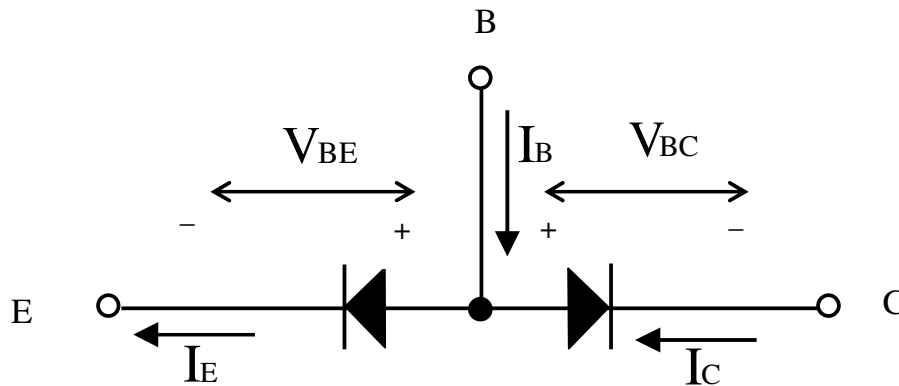 B
V_BE
I_B
V_BC
− + + −
E
C
I_E
I_C